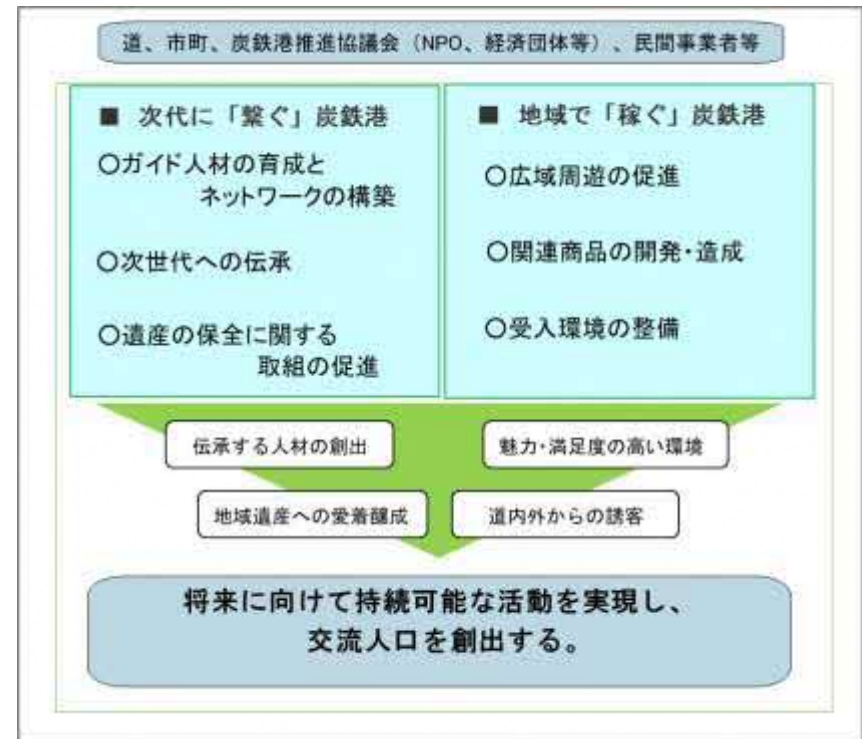 道、市町、炭鉄港推進協議会（NPO、経済団体等）、民間事業者等
■ 次代に「繋ぐ」炭鉄港
〇ガイド人材の育成と
ネットワークの構築
〇次世代への伝承
〇遺産の保全に関する
取組の促進
■ 地域で「稼ぐ」炭鉄港
〇広域周遊の促進
〇関連商品の開発・造成
〇受入環境の整備
伝承する人材の創出
魅力・満足度の高い環境
地域遺産への愛着醸成
道内外からの誘客
将来に向けて持続可能な活動を実現し、
交流人口を創出する。